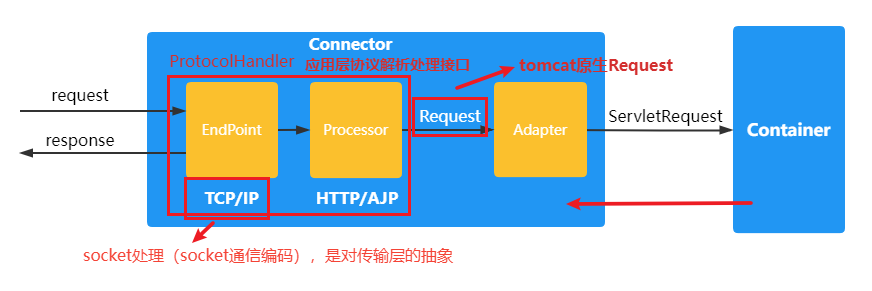 Connector
ProtocolHandler
应用层协议解析处理接口
tomcat原生Request
request
response
EndPoint
Processor
Request
Adapter
ServletRequest
Container
TCP/IP
HTTP/AJP
socket处理（socket通信编码），是对传输层的抽象